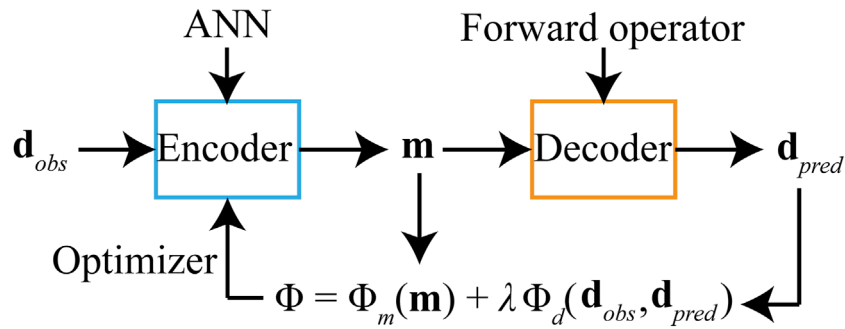 ANN Forward operator
d_obs Encoder m Decoder d_pred
Optimizer
Φ = Φ_m(m) + λΦ_d(d_obs,d_pred)